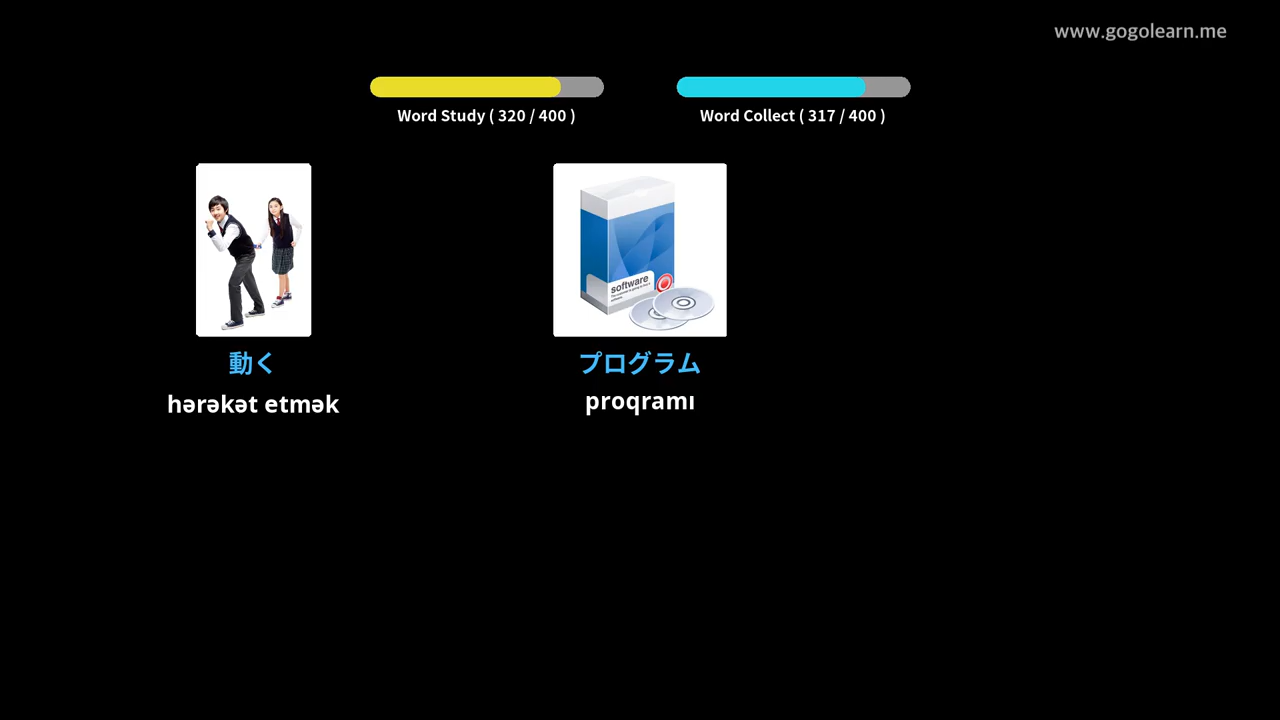 www.gogolearn.me
Word Study ( 320 / 400 )
Word Collect ( 317 / 400 )
software
動く
プログラム
hərəkət etmək
proqramı